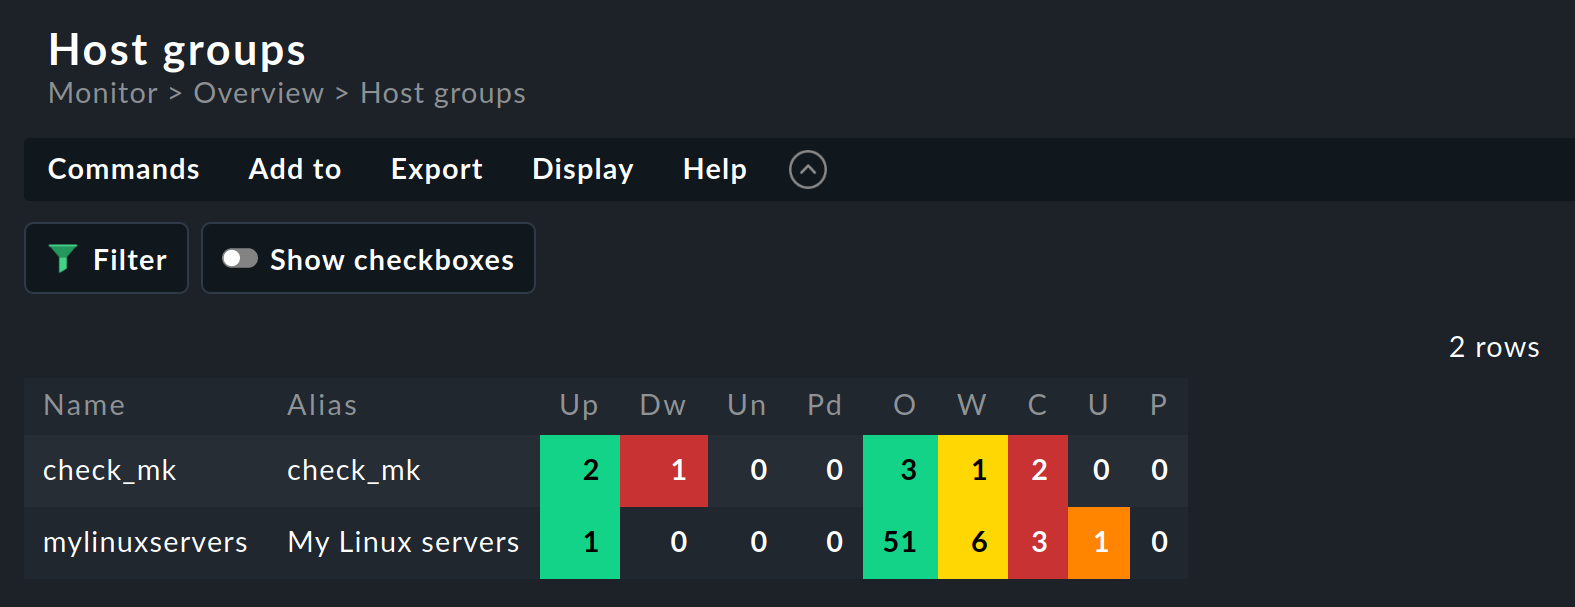 Host groups
Monitor > Overview > Host groups
Commands Add to Export Display Help
Filter Show checkboxes
2 rows
Name Alias Up Dw Un Pd O W C U P
check_mk check_mk 2 1 0 0 3 1 2 0 0
mylinuxservers My Linux servers 1 0 0 0 51 6 3 1 0